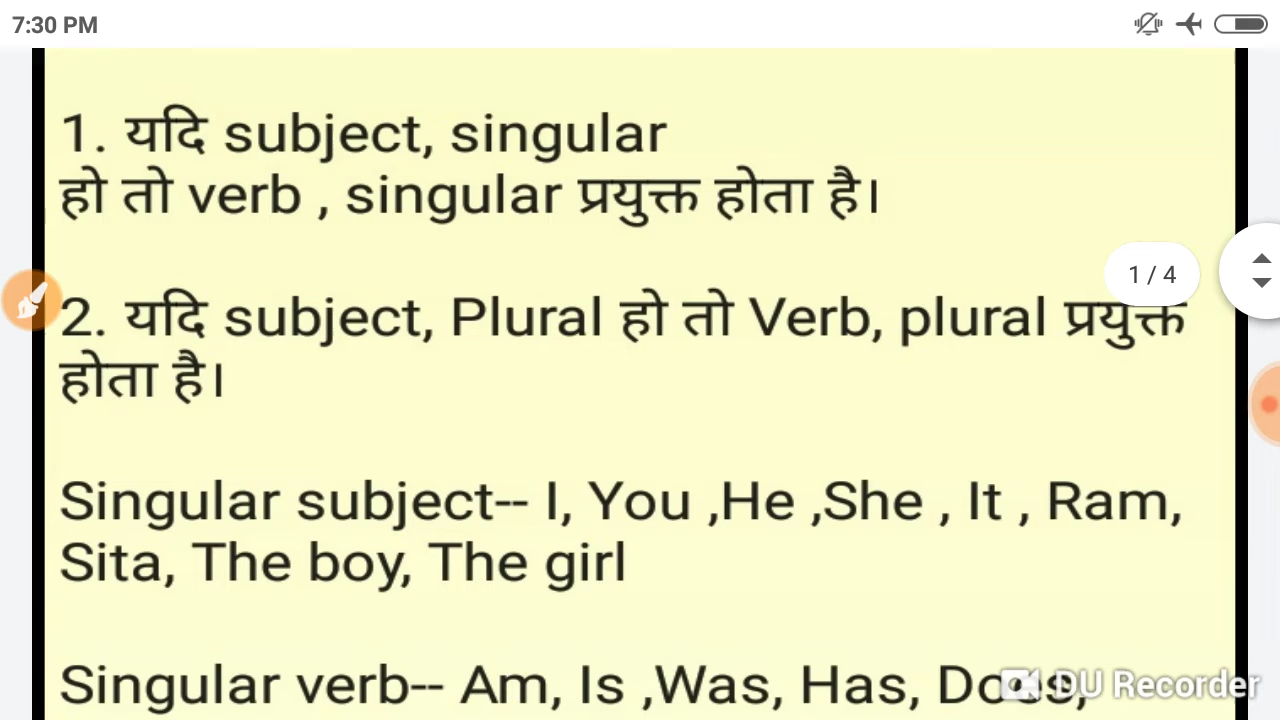 7:30 PM
1. यदि subject, singular
हो तो verb , singular प्रयुक्त होता है।
1 / 4
2. यदि subject, Plural हो तो Verb, plural प्रयुक्त
होता है।
Singular subject-- I, You ,He ,She , It , Ram,
Sita, The boy, The girl
Singular verb-- Am, Is ,Was, Has, Does,
DU Recorder